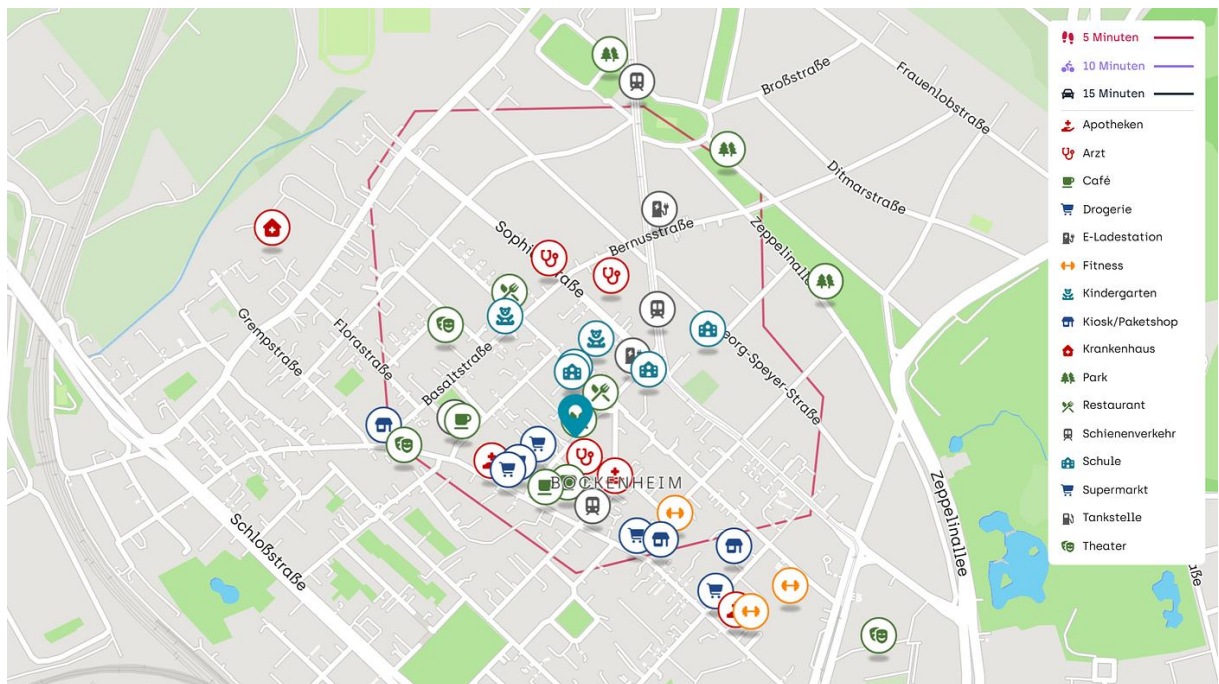 5 Minuten
10 Minuten
15 Minuten
Apotheken
Arzt
Café
Drogerie
E-Ladestation
Fitness
Kindergarten
Kiosk/Paketshop
Krankenhaus
Park
Restaurant
Schienenverkehr
Schule
Supermarkt
Tankstelle
Theater
Broßstraße
Frauenlobstraße
Ditmarstraße
Bernusstraße
Zeppelinallee
Grempstraße
Florastraße
Basaltstraße
BOCKENHEIM
Schloßstraße
Zeppelinallee